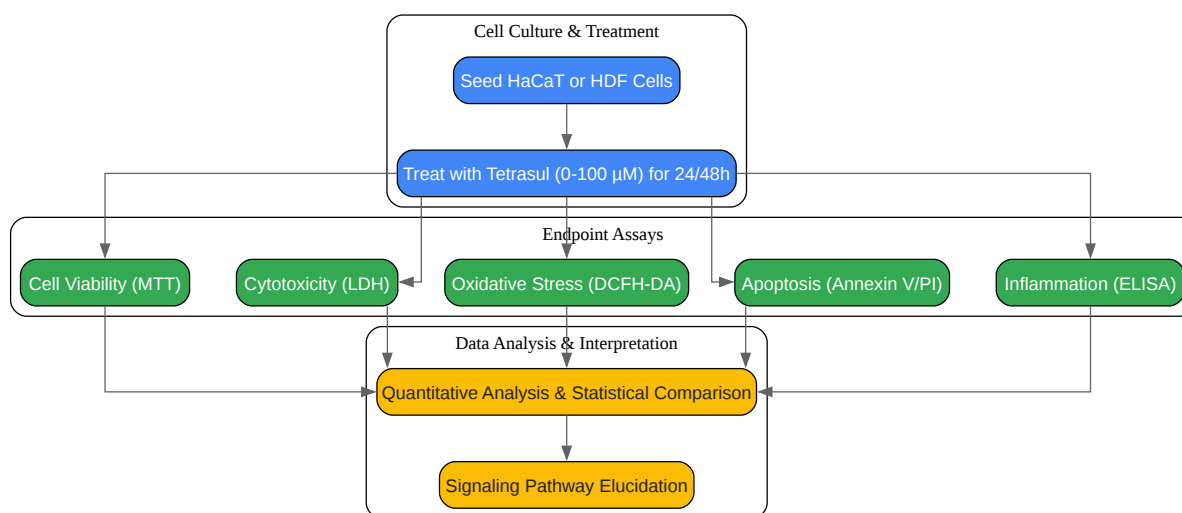 Cell Culture & Treatment
Seed HaCaT or HDF Cells
Treat with Tetrasul (0-100 µM) for 24/48h
Endpoint Assays
Cell Viability (MTT)
Cytotoxicity (LDH)
Oxidative Stress (DCFH-DA)
Apoptosis (Annexin V/PI)
Inflammation (ELISA)
Data Analysis & Interpretation
Quantitative Analysis & Statistical Comparison
Signaling Pathway Elucidation